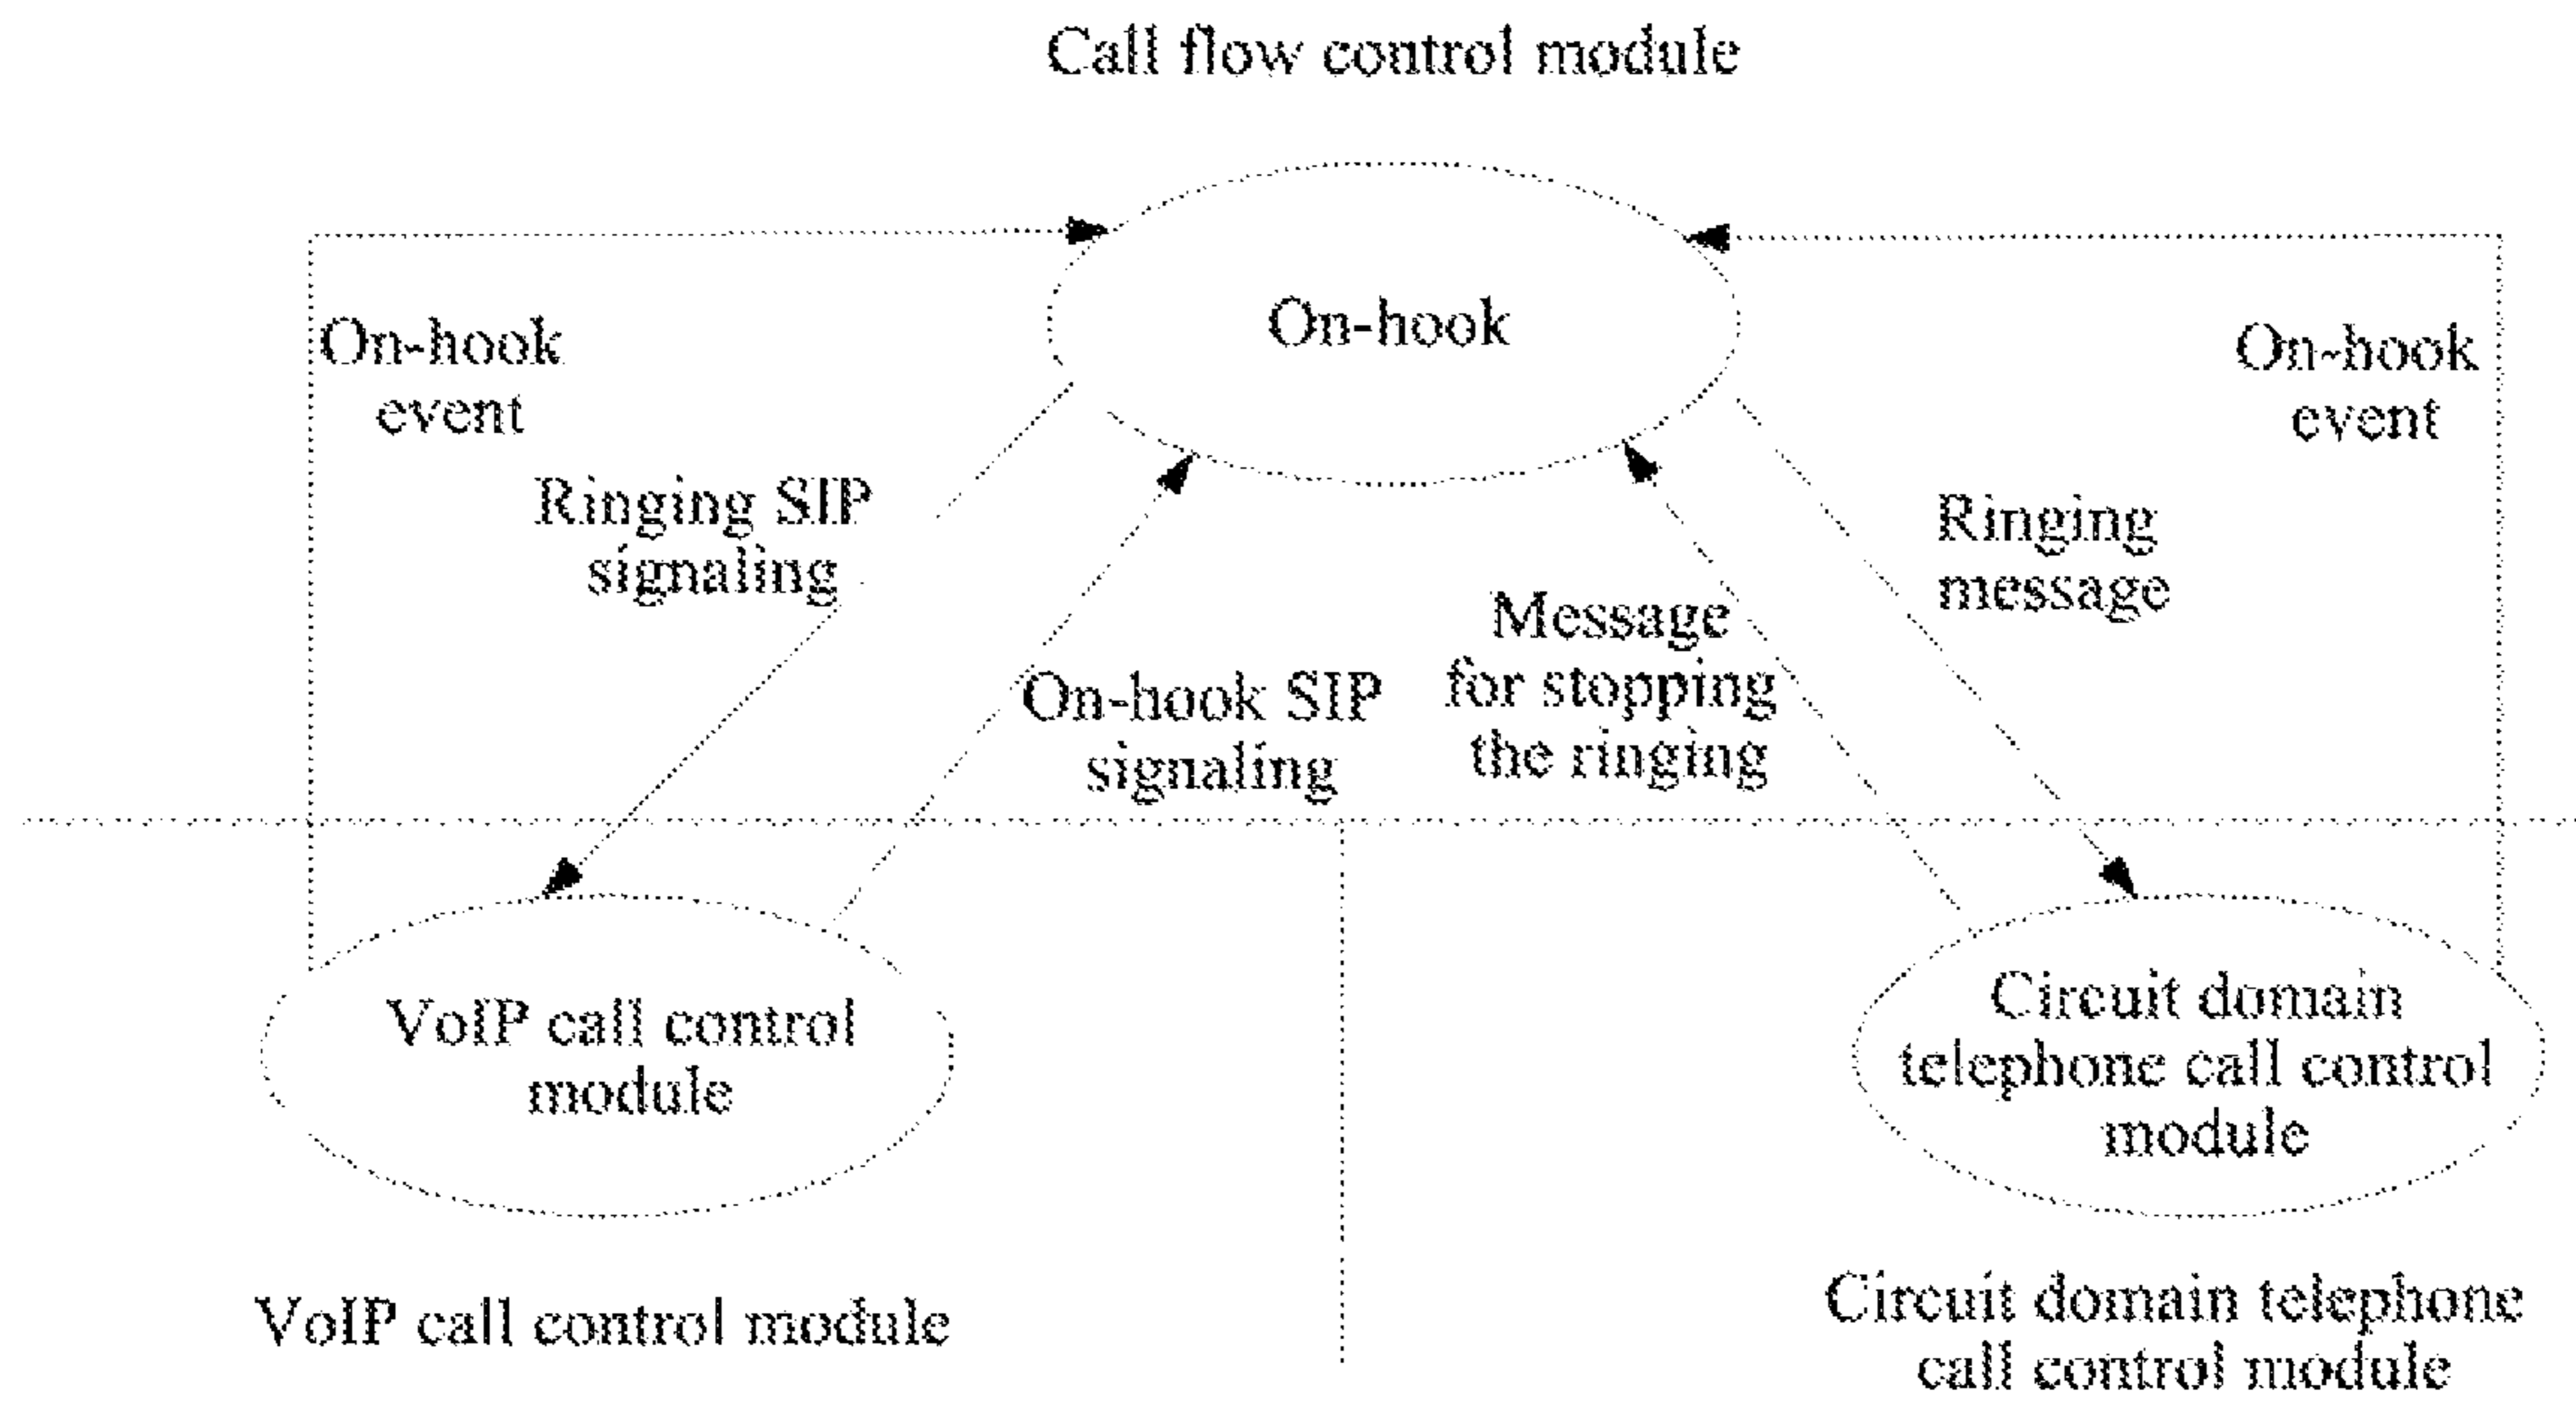 Call flow control module
On-hook
On-hook
event
On-hook
event
Ringing SIP
signaling
Ringing
message
Message
for stopping
the ringing
On-hook SIP
signaling
VoIP call control
module
Circuit domain
telephone call control
module
VoIP call control module
Circuit domain telephone
call control module